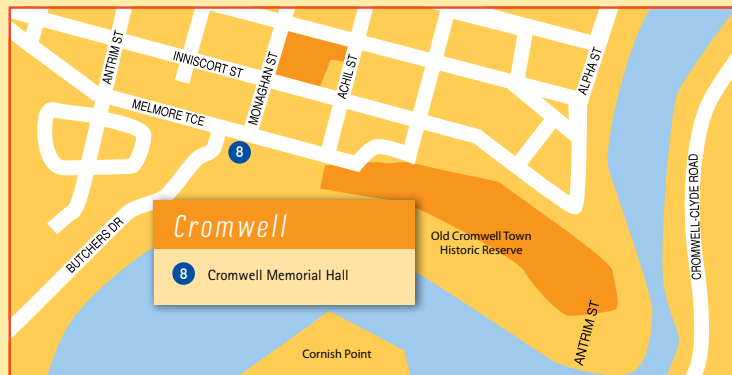 ANTRIM ST
INNISCORT ST
MONAGHAN ST
ACHIL ST
ALPHA ST
MELMORE TCE
8
BUTCHERS DR
CROMWELL-CLYDE ROAD
Cromwell
8 Cromwell Memorial Hall
Old Cromwell Town
Historic Reserve
ANTRIM ST
Cornish Point